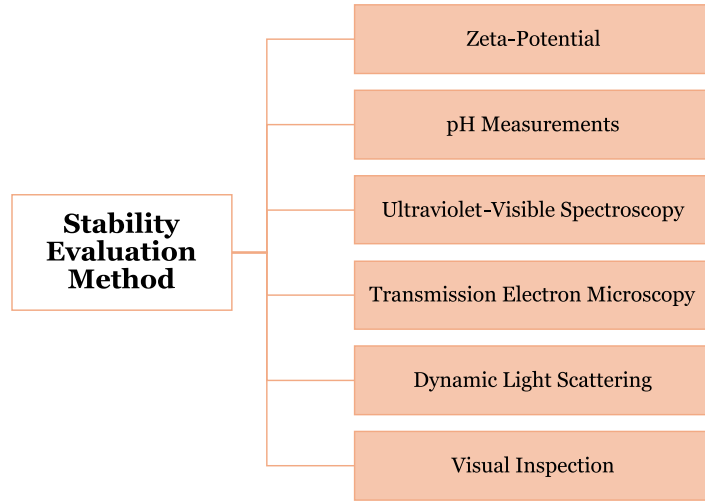 Stability
Evaluation
Method
Zeta-Potential
pH Measurements
Ultraviolet-Visible Spectroscopy
Transmission Electron Microscopy
Dynamic Light Scattering
Visual Inspection